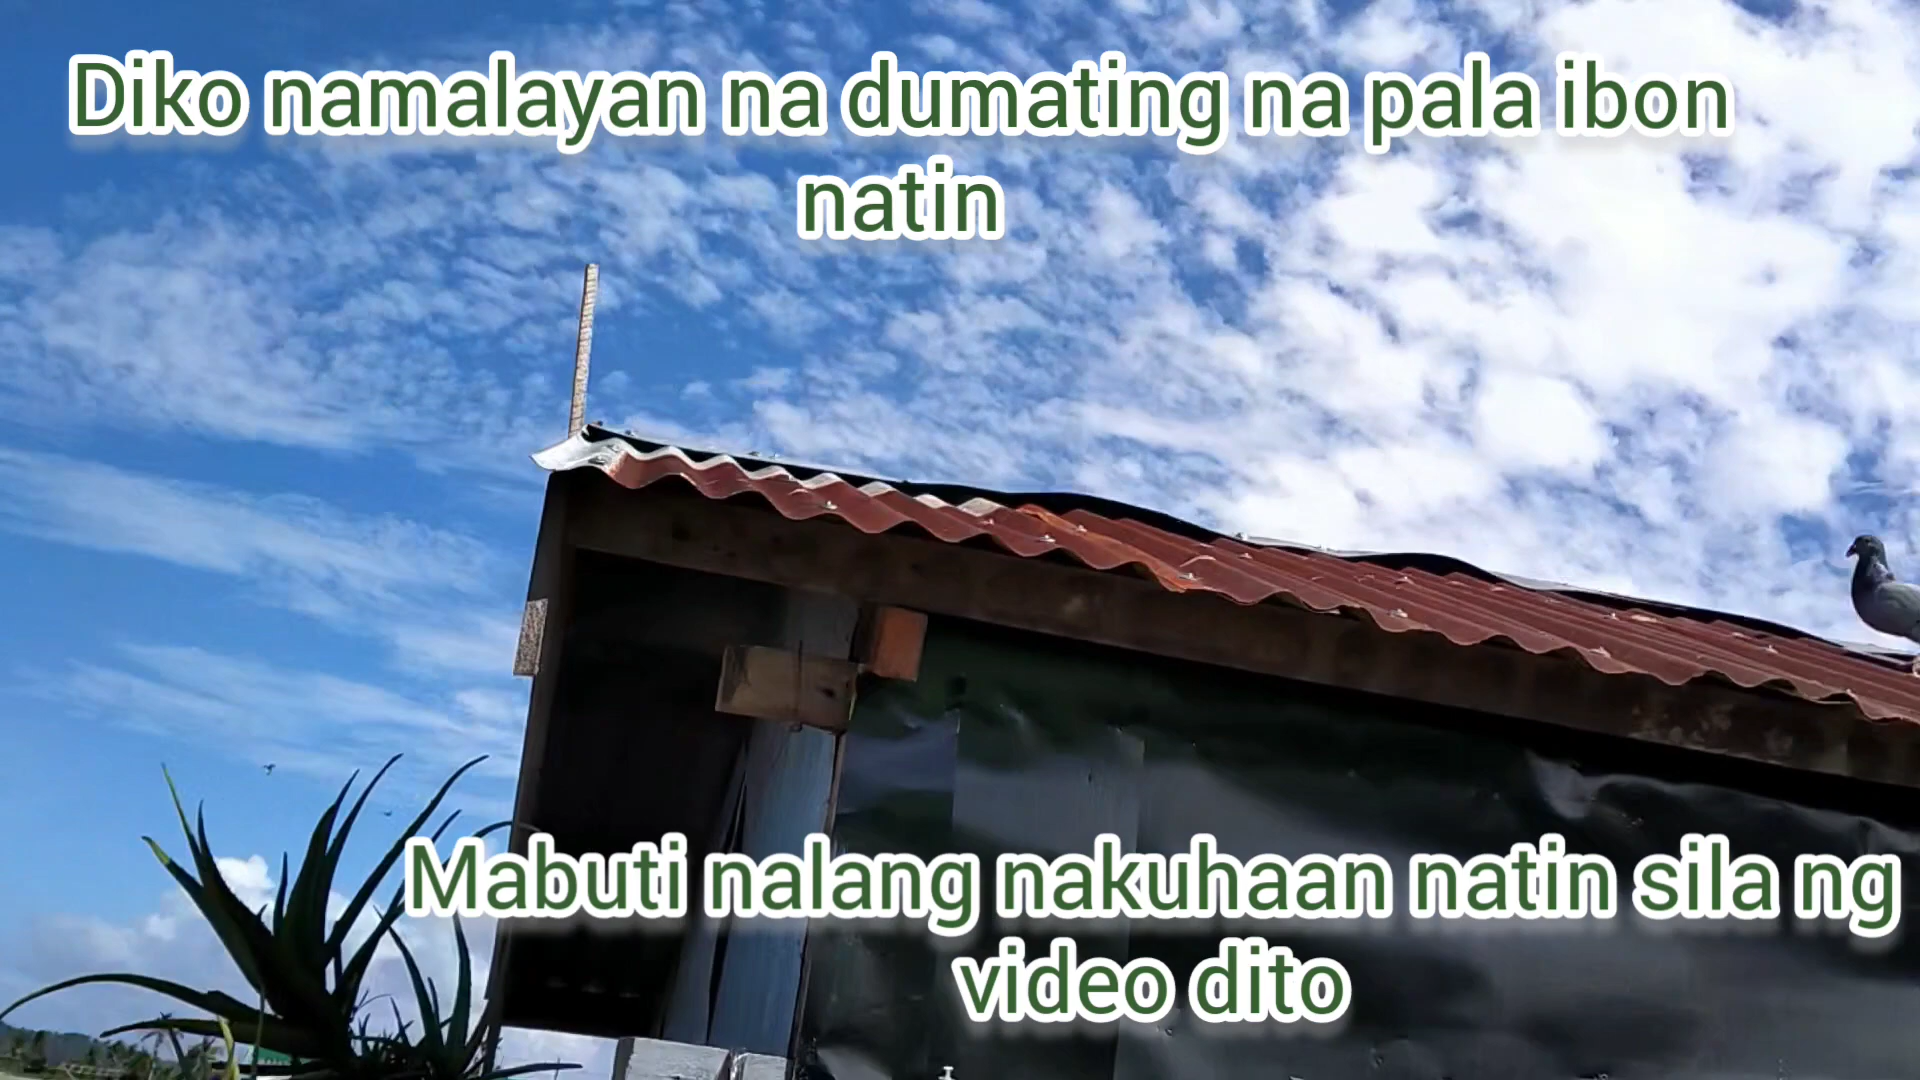 Diko namalayan na dumating na pala ibon
natin
Mabuti nalang nakuhaan natin sila ng
video dito